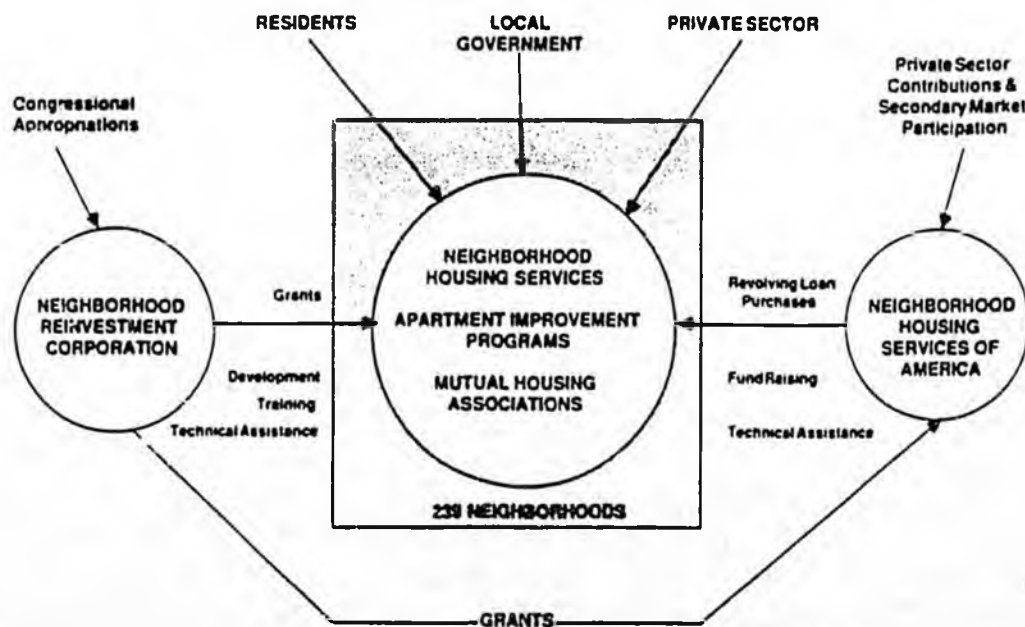 RESIDENTS
LOCAL
GOVERNMENT
PRIVATE SECTOR
Congressional
Appropriations
Private Sector
Contributions &
Secondary Market
Participation
NEIGHBORHOOD
REINVESTMENT
CORPORATION
Grants
Development
Training
Technical Assistance
NEIGHBORHOOD
HOUSING SERVICES
APARTMENT IMPROVEMENT
PROGRAMS
MUTUAL HOUSING
ASSOCIATIONS
239 NEIGHBORHOODS
Revolving Loan
Purchases
Fund Raising
Technical Assistance
NEIGHBORHOOD
HOUSING
SERVICES OF
AMERICA
GRANTS